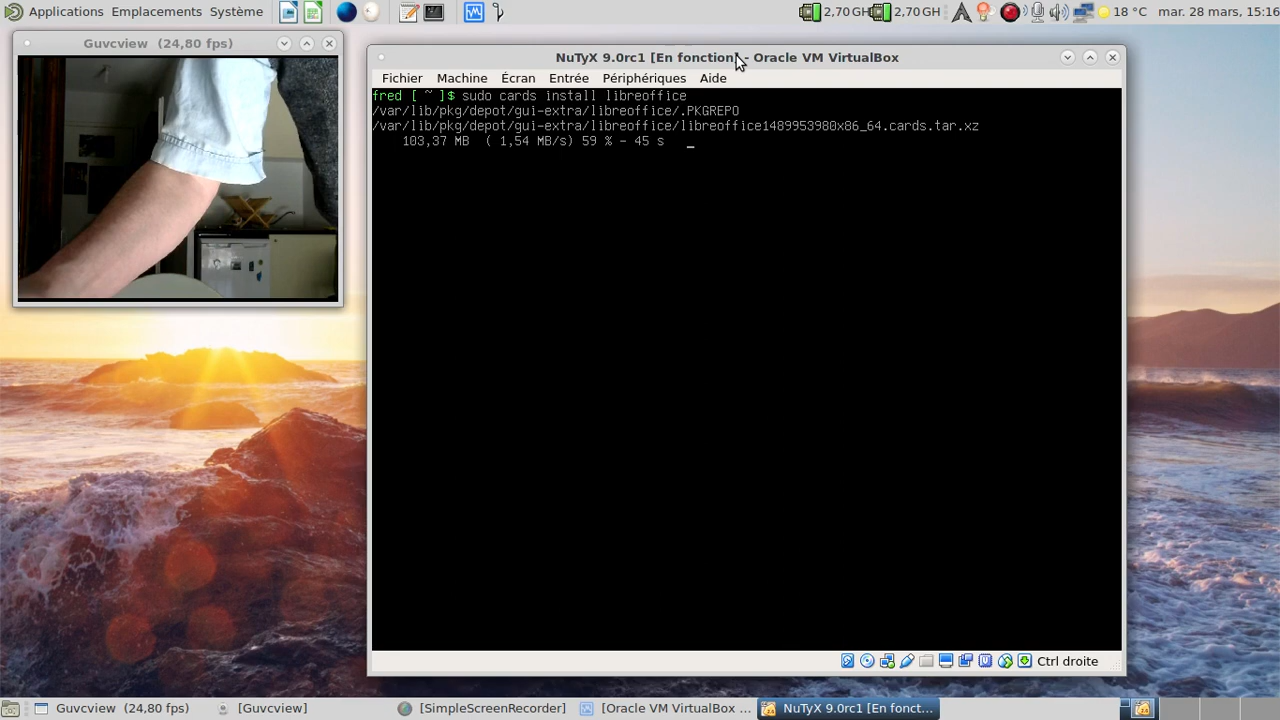 Applications Emplacements Système
2,70 GH 2,70 GH 18 °C mar. 28 mars, 15:16
Guvcview (24,80 fps)
NuTyX 9.0rc1 [En fonction] - Oracle VM VirtualBox
Fichier Machine Écran Entrée Périphériques Aide
fred [ ~ ]$ sudo cards install libreoffice
/var/lib/pkg/depot/gui-extra/libreoffice/.PKGREPO
/var/lib/pkg/depot/gui-extra/libreoffice/libreoffice1489953980x86_64.cards.tar.xz
103,37 MB ( 1,54 MB/s) 59 % - 45 s _
Ctrl droite
Guvcview (24,80 fps) [Guvcview] [SimpleScreenRecorder] [Oracle VM VirtualBox ... NuTyX 9.0rc1 [En fonct...